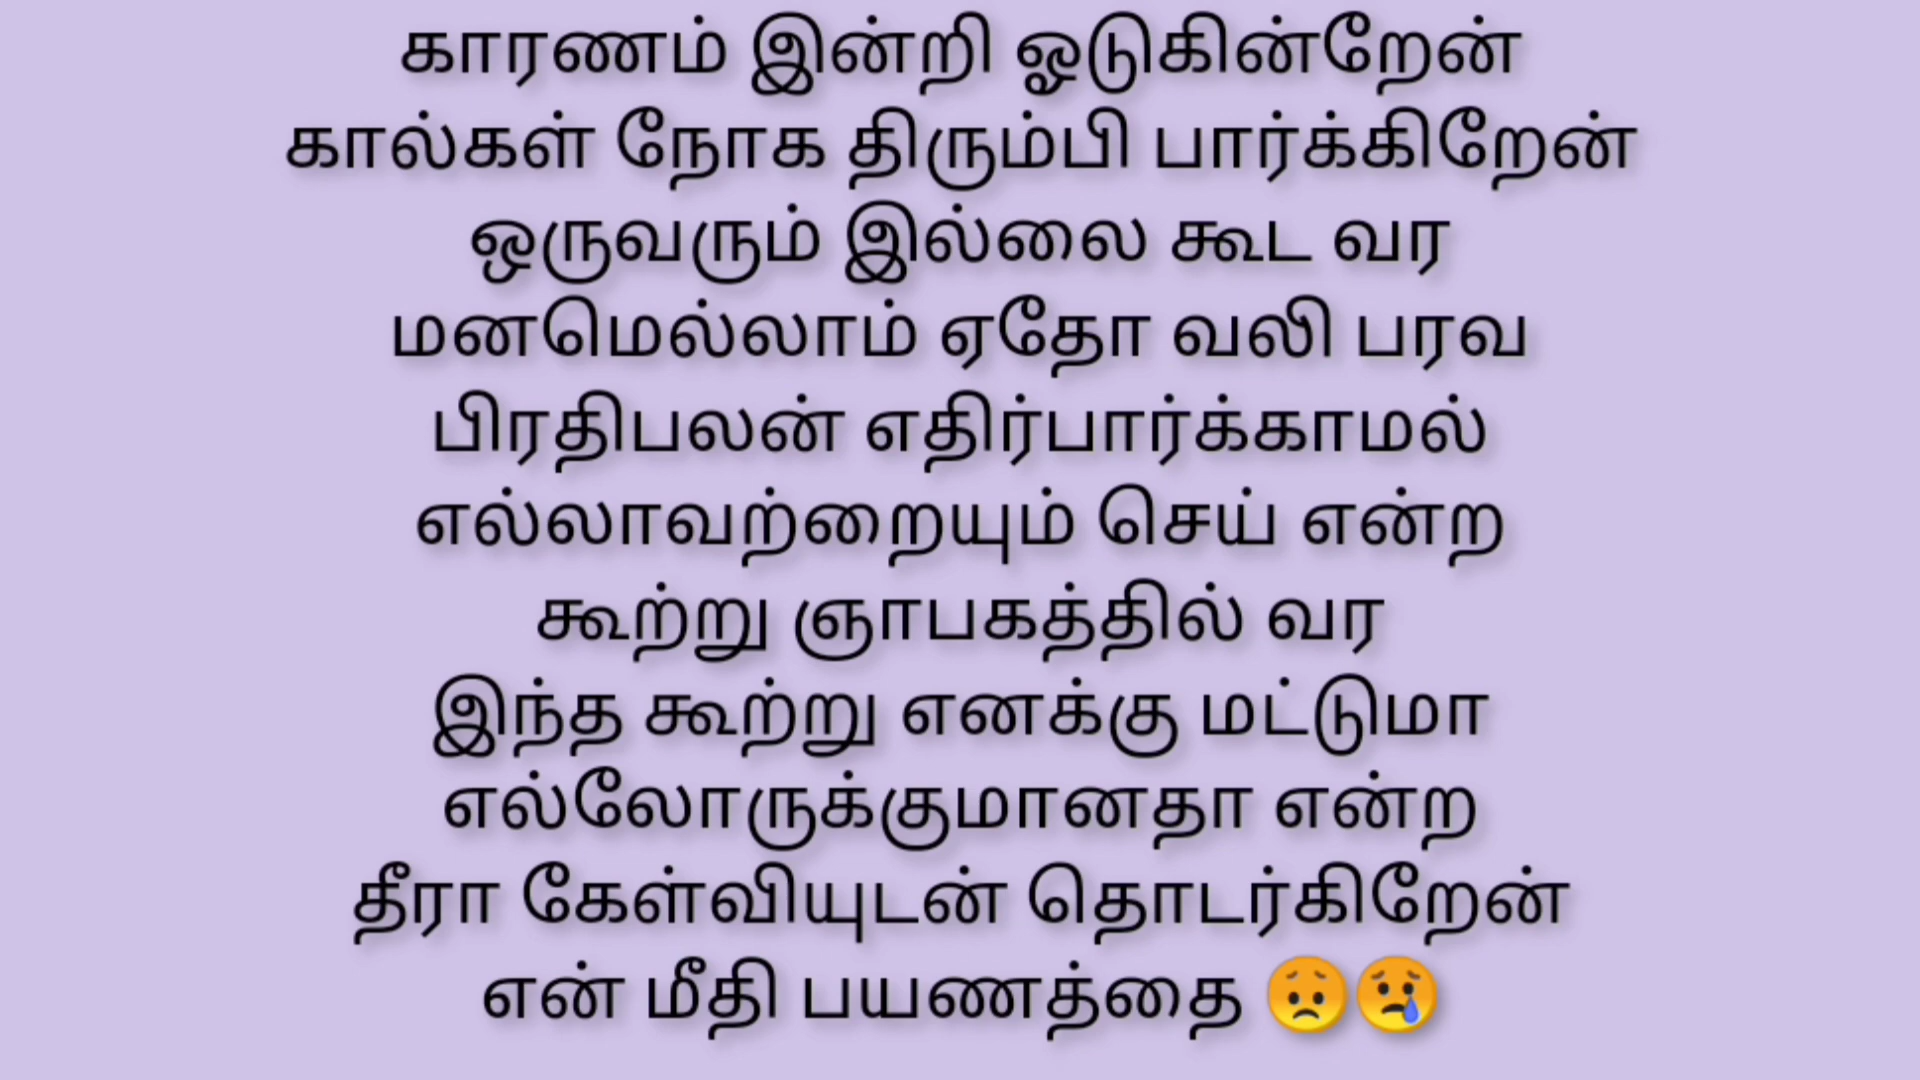 காரணம் இன்றி ஓடுகின்றேன்
கால்கள் நோக திரும்பி பார்க்கிறேன்
ஒருவரும் இல்லை கூட வர
மனமெல்லாம் ஏதோ வலி பரவ
பிரதிபலன் எதிர்பார்க்காமல்
எல்லாவற்றையும் செய் என்ற
கூற்று ஞாபகத்தில் வர
இந்த கூற்று எனக்கு மட்டுமா
எல்லோருக்குமானதா என்ற
தீரா கேள்வியுடன் தொடர்கிறேன்
என் மீதி பயணத்தை 😟😢